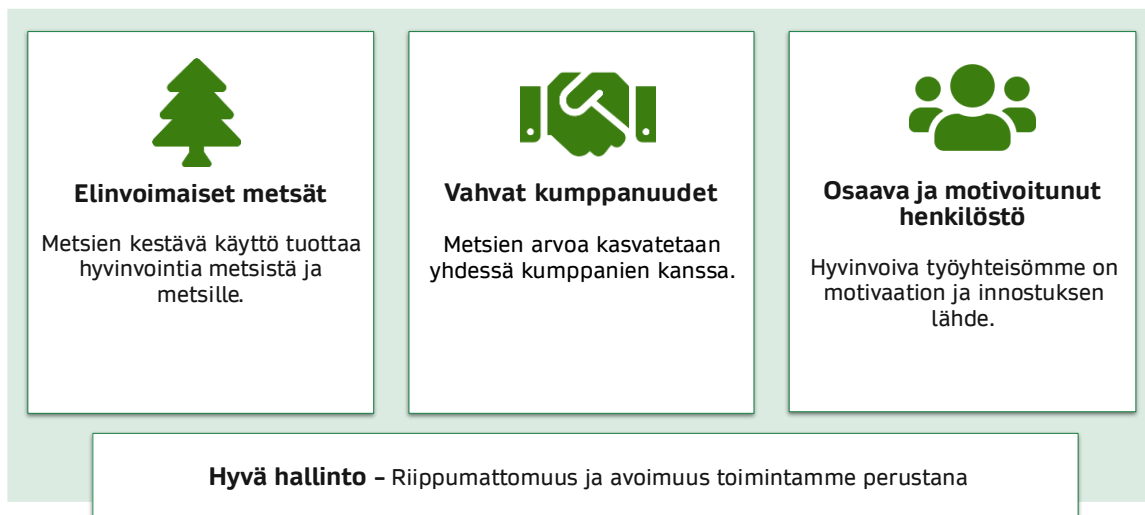 Elinvoimaiset metsät
Metsien kestävä käyttö tuottaa
hyvinvointia metsistä ja
metsille.
Vahvat kumppanuudet
Metsien arvoa kasvatetaan
yhdessä kumppanien kanssa.
Osaava ja motivoitunut
henkilöstö
Hyvinvoiva työyhteisömme on
motivaation ja innostuksen
lähde.
Hyvä hallinto – Riippumattomuus ja avoimuus toimintamme perustana